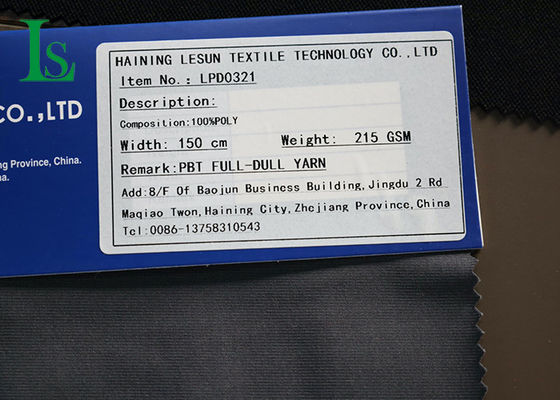 LS
HAINING LESUN TEXTILE TECHNOLOGY CO.,LTD
Item No.: LPD0321
Description:
Composition:100%POLY
Width: 150 cm Weight: 215 GSM
Remark:PBT FULL-DULL YARN
Add:8/F Of Baojun Business Building,Jingdu 2 Rd
Maqiao Twon,Haining City,Zhejiang Province,China
Tel:0086-13758310543
CO.,LTD
ng Province, China.
na.